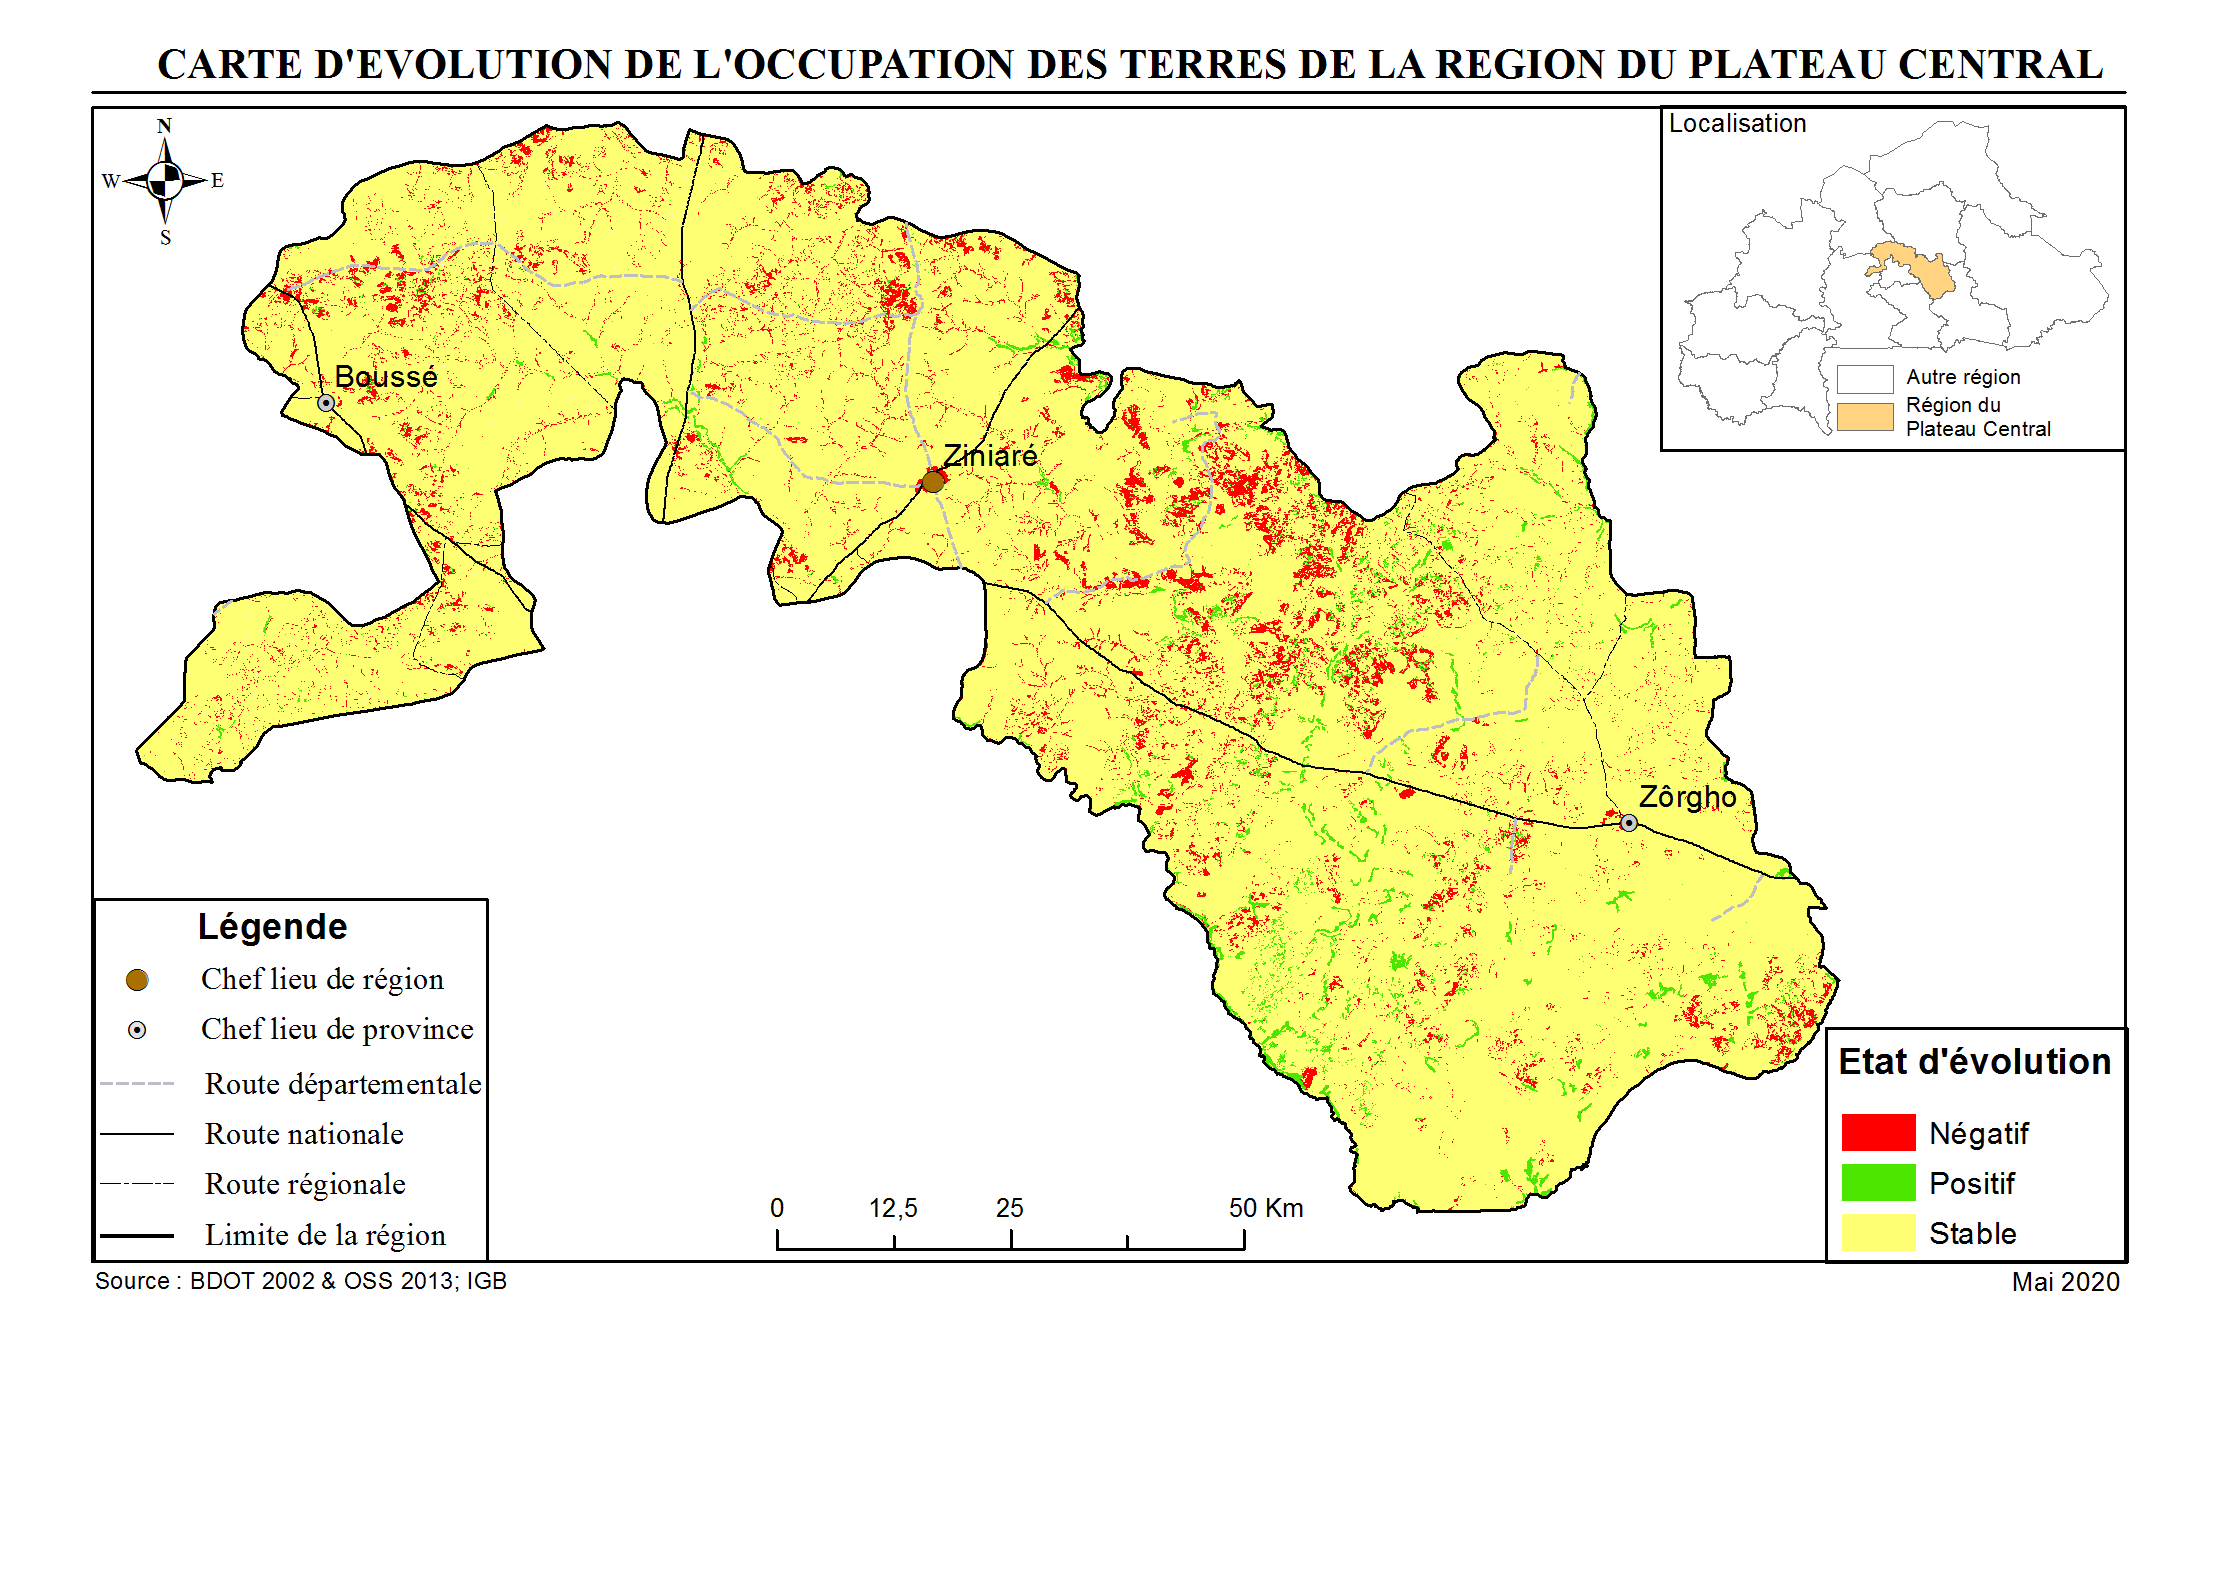 CARTE D'EVOLUTION DE L'OCCUPATION DES TERRES DE LA REGION DU PLATEAU CENTRAL
N
W E
S
Localisation
Autre région
Région du
Plateau Central
Boussé
Ziniaré
Zôrgho
Légende
Chef lieu de région
Chef lieu de province
Route départementale
Route nationale
Route régionale
Limite de la région
0 12,5 25 50 Km
Etat d'évolution
Négatif
Positif
Stable
Source : BDOT 2002 & OSS 2013; IGB
Mai 2020